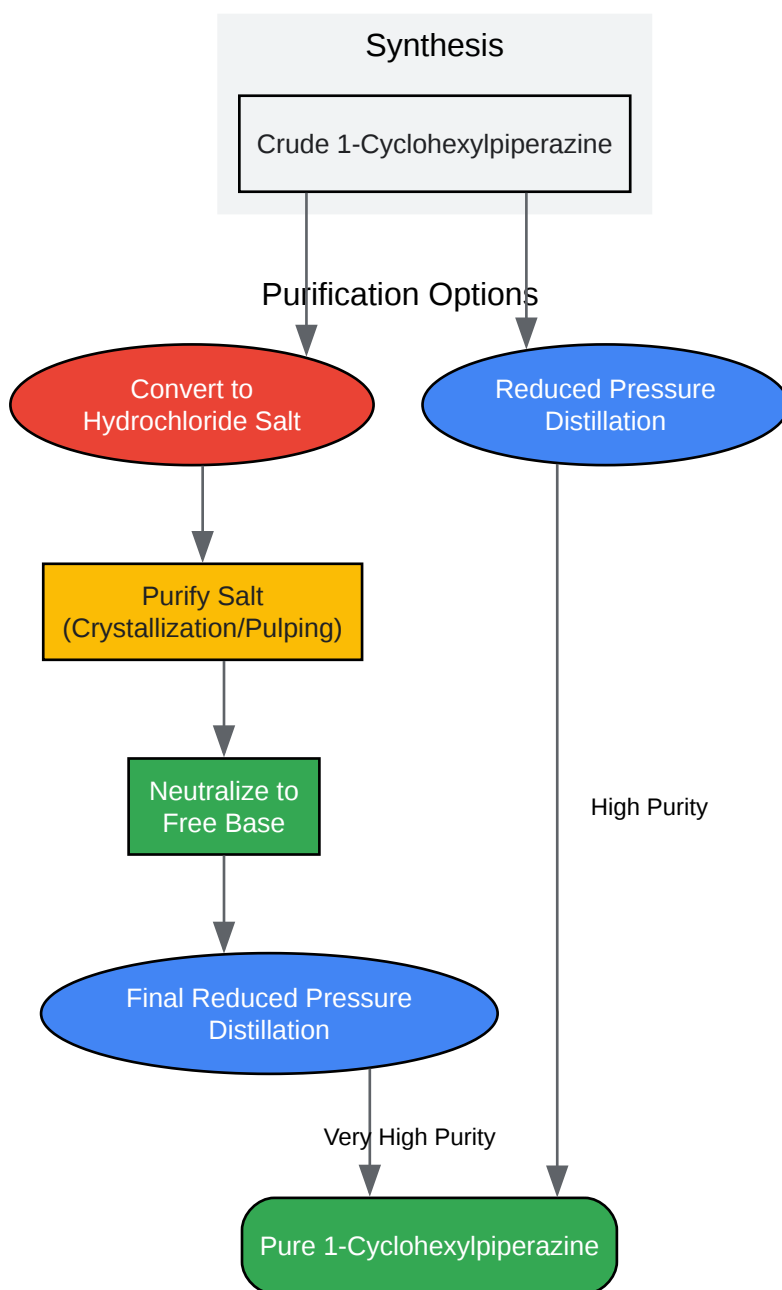 Synthesis
Crude 1-Cyclohexylpiperazine
Purification Options
Convert to
Hydrochloride Salt
Reduced Pressure
Distillation
Purify Salt
(Crystallization/Pulping)
Neutralize to
Free Base
High Purity
Final Reduced Pressure
Distillation
Very High Purity
Pure 1-Cyclohexylpiperazine